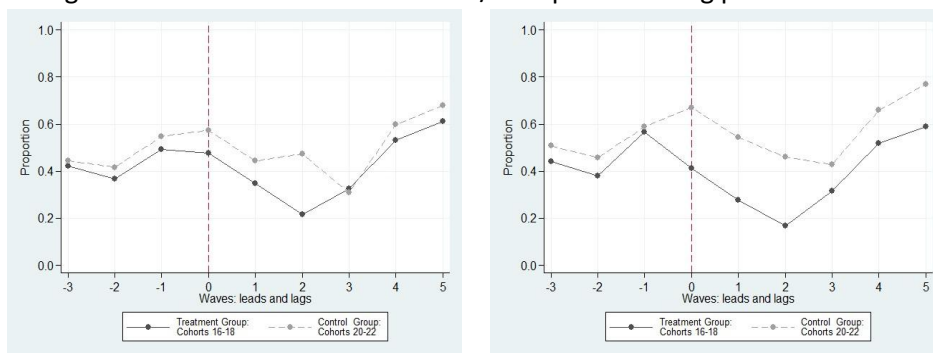 1.0
0.8
0.6
0.4
0.2
0.0
Proportion
-3 -2 -1 0 1 2 3 4 5
Waves: leads and lags
Treatment Group:
Cohorts 16-18
Control Group:
Cohorts 20-22
1.0
0.8
0.6
0.4
0.2
0.0
Proportion
-3 -2 -1 0 1 2 3 4 5
Waves: leads and lags
Treatment Group:
Cohorts 16-18
Control Group:
Cohorts 20-22